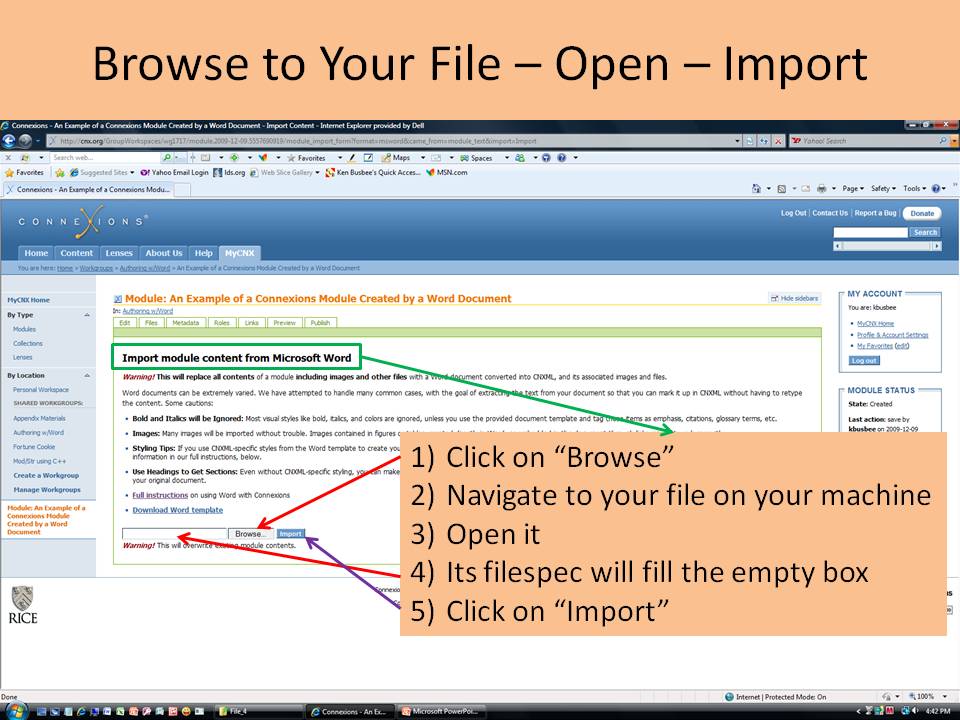 Browse to Your File – Open – Import
Connexions - An Example of a Connexions Module Created by a Word Document - Import Content - Internet Explorer provided by Dell
http://cnx.org/GroupWorkspaces/wg1717/module.2009-12-09.5557690919/module_import_form?format=msword&came_from=module_text&import=Import
Yahoo! Search
Search web...
Favorites
Maps
Spaces
Favorites
Suggested Sites
Yahoo Email Login
lds.org
Web Slice Gallery
Ken Busbee's Quick Acces...
MSN.com
Connexions - An Example of a Connexions Modu...
Page
Safety
Tools
CONNEXIONS
Log Out | Contact Us | Report a Bug
Donate
Search
Home
Content
Lenses
About Us
Help
MyCNX
You are here: Home > Workgroups > Authoring w/Word > An Example of a Connexions Module Created by a Word Document
MyCNX Home
By Type
Modules
Collections
Lenses
By Location
Personal Workspace
SHARED WORKGROUPS:
Appendix Materials
Authoring w/Word
Fortune Cookie
Mod/Str using C++
Create a Workgroup
Manage Workgroups
Module: An Example of a Connexions Module Created by a Word Document
Module: An Example of a Connexions Module Created by a Word Document
Hide sidebars
In: Authoring w/Word
Edit
Files
Metadata
Roles
Links
Preview
Publish
Import module content from Microsoft Word
Warning! This will replace all contents of a module including images and other files with a Word document converted into CNXML, and its associated images and files.
Word documents can be extremely varied. We have attempted to handle many common cases, with the goal of extracting the text from your document so that you can mark it up in CNXML without having to retype
the content. Some cautions:
• Bold and Italics will be Ignored: Most visual styles like bold, italics, and colors are ignored, unless you use the provided document template and tag those items as emphasis, citations, glossary terms, etc.
• Images: Many images will be imported without trouble. Images contained in figures
• Styling Tips: If you use CNXML-specific styles from the Word template to create you
information in our full instructions, below.
• Use Headings to Get Sections: Even without CNXML-specific styling, you can make
your original document.
• Full instructions on using Word with Connexions
• Download Word template
Browse...
Import
Warning! This will overwrite existing module contents.
MY ACCOUNT
You are: kbusbee
• MyCNX Home
• Profile & Account Settings
• My Favorites (edit)
Log out
MODULE STATUS
State: Created
Last action: save by
kbusbee on 2009-12-09
1) Click on “Browse”
2) Navigate to your file on your machine
3) Open it
4) Its filespec will fill the empty box
5) Click on “Import”
RICE
Done
Internet | Protected Mode: On
100%
File_4
Connexions - An Ex...
Microsoft PowerPoi...
4:42 PM